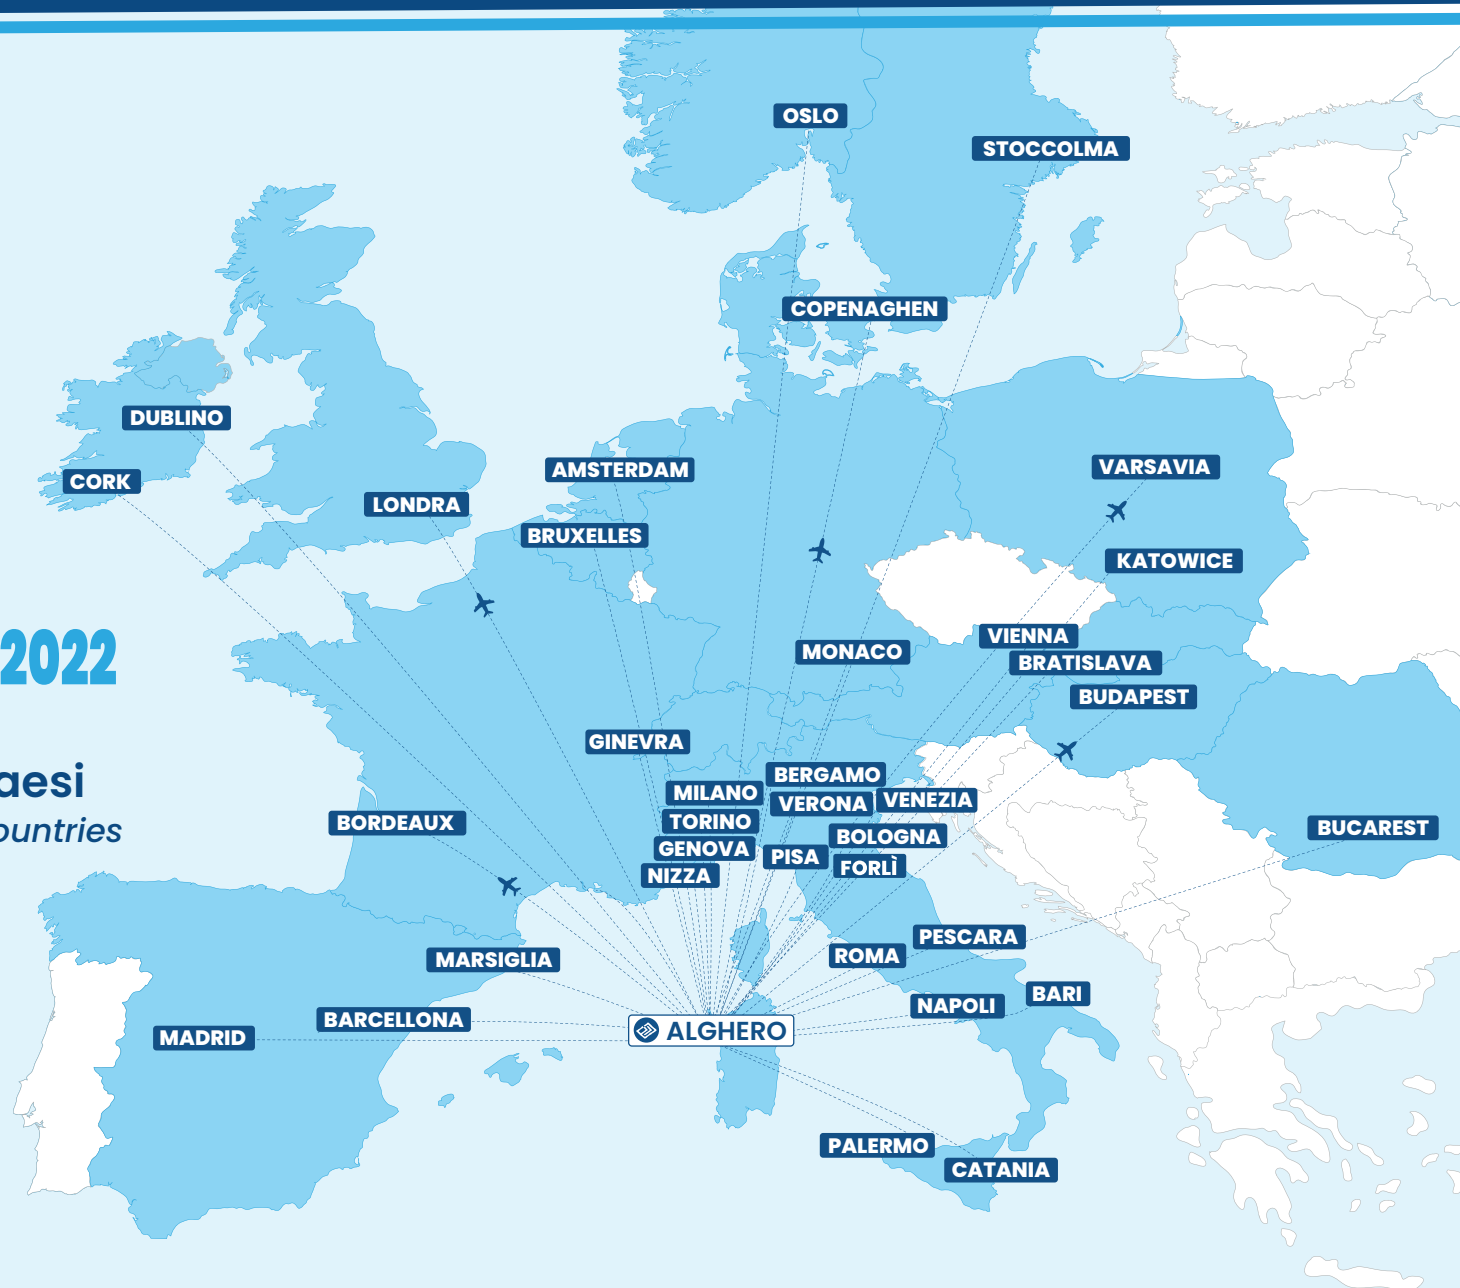 OSLO
STOCCOLMA
COPENAGHEN
DUBLINO
CORK
AMSTERDAM
LONDRA
BRUXELLES
VARSAVIA
KATOWICE
2022
VIENNA
MONACO
BRATISLAVA
BUDAPEST
GINEVRA
aesi
ountries
BERGAMO
MILANO
VERONA
VENEZIA
TORINO
BORDEAUX
BOLOGNA
BUCAREST
GENOVA
PISA
FORLÌ
NIZZA
PESCARA
ROMA
MARSIGLIA
BARI
NAPOLI
BARCELLONA
ALGHERO
MADRID
PALERMO
CATANIA